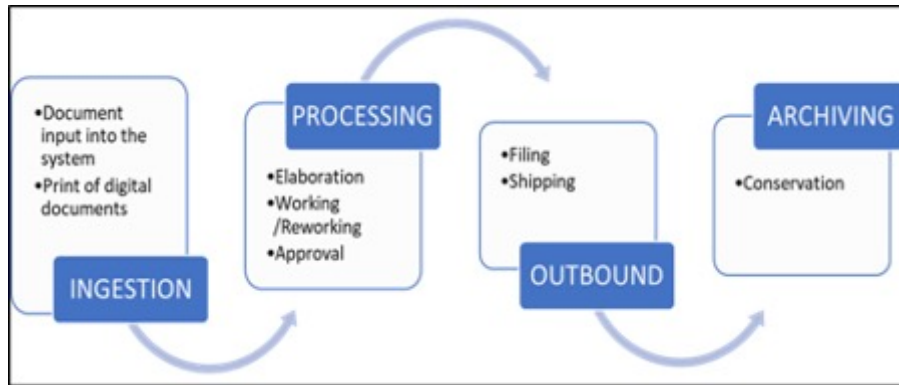 •Document
input into the
system
•Print of digital
documents
INGESTION
PROCESSING
•Elaboration
•Working
/Reworking
•Approval
•Filing
•Shipping
OUTBOUND
ARCHIVING
•Conservation